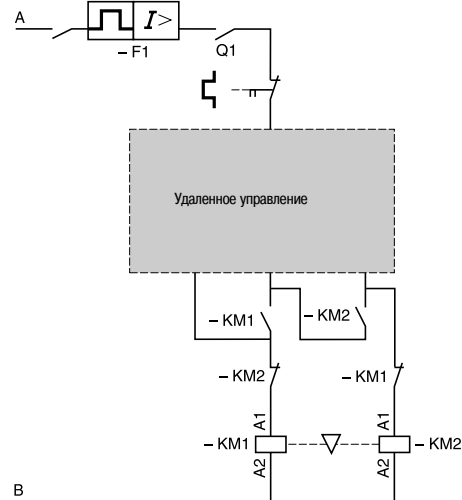 A
I>
– F1
Q1
Удаленное управление
– KM1
– KM2
– KM2
– KM1
A1
A1
– KM1
– KM2
A2
A2
B